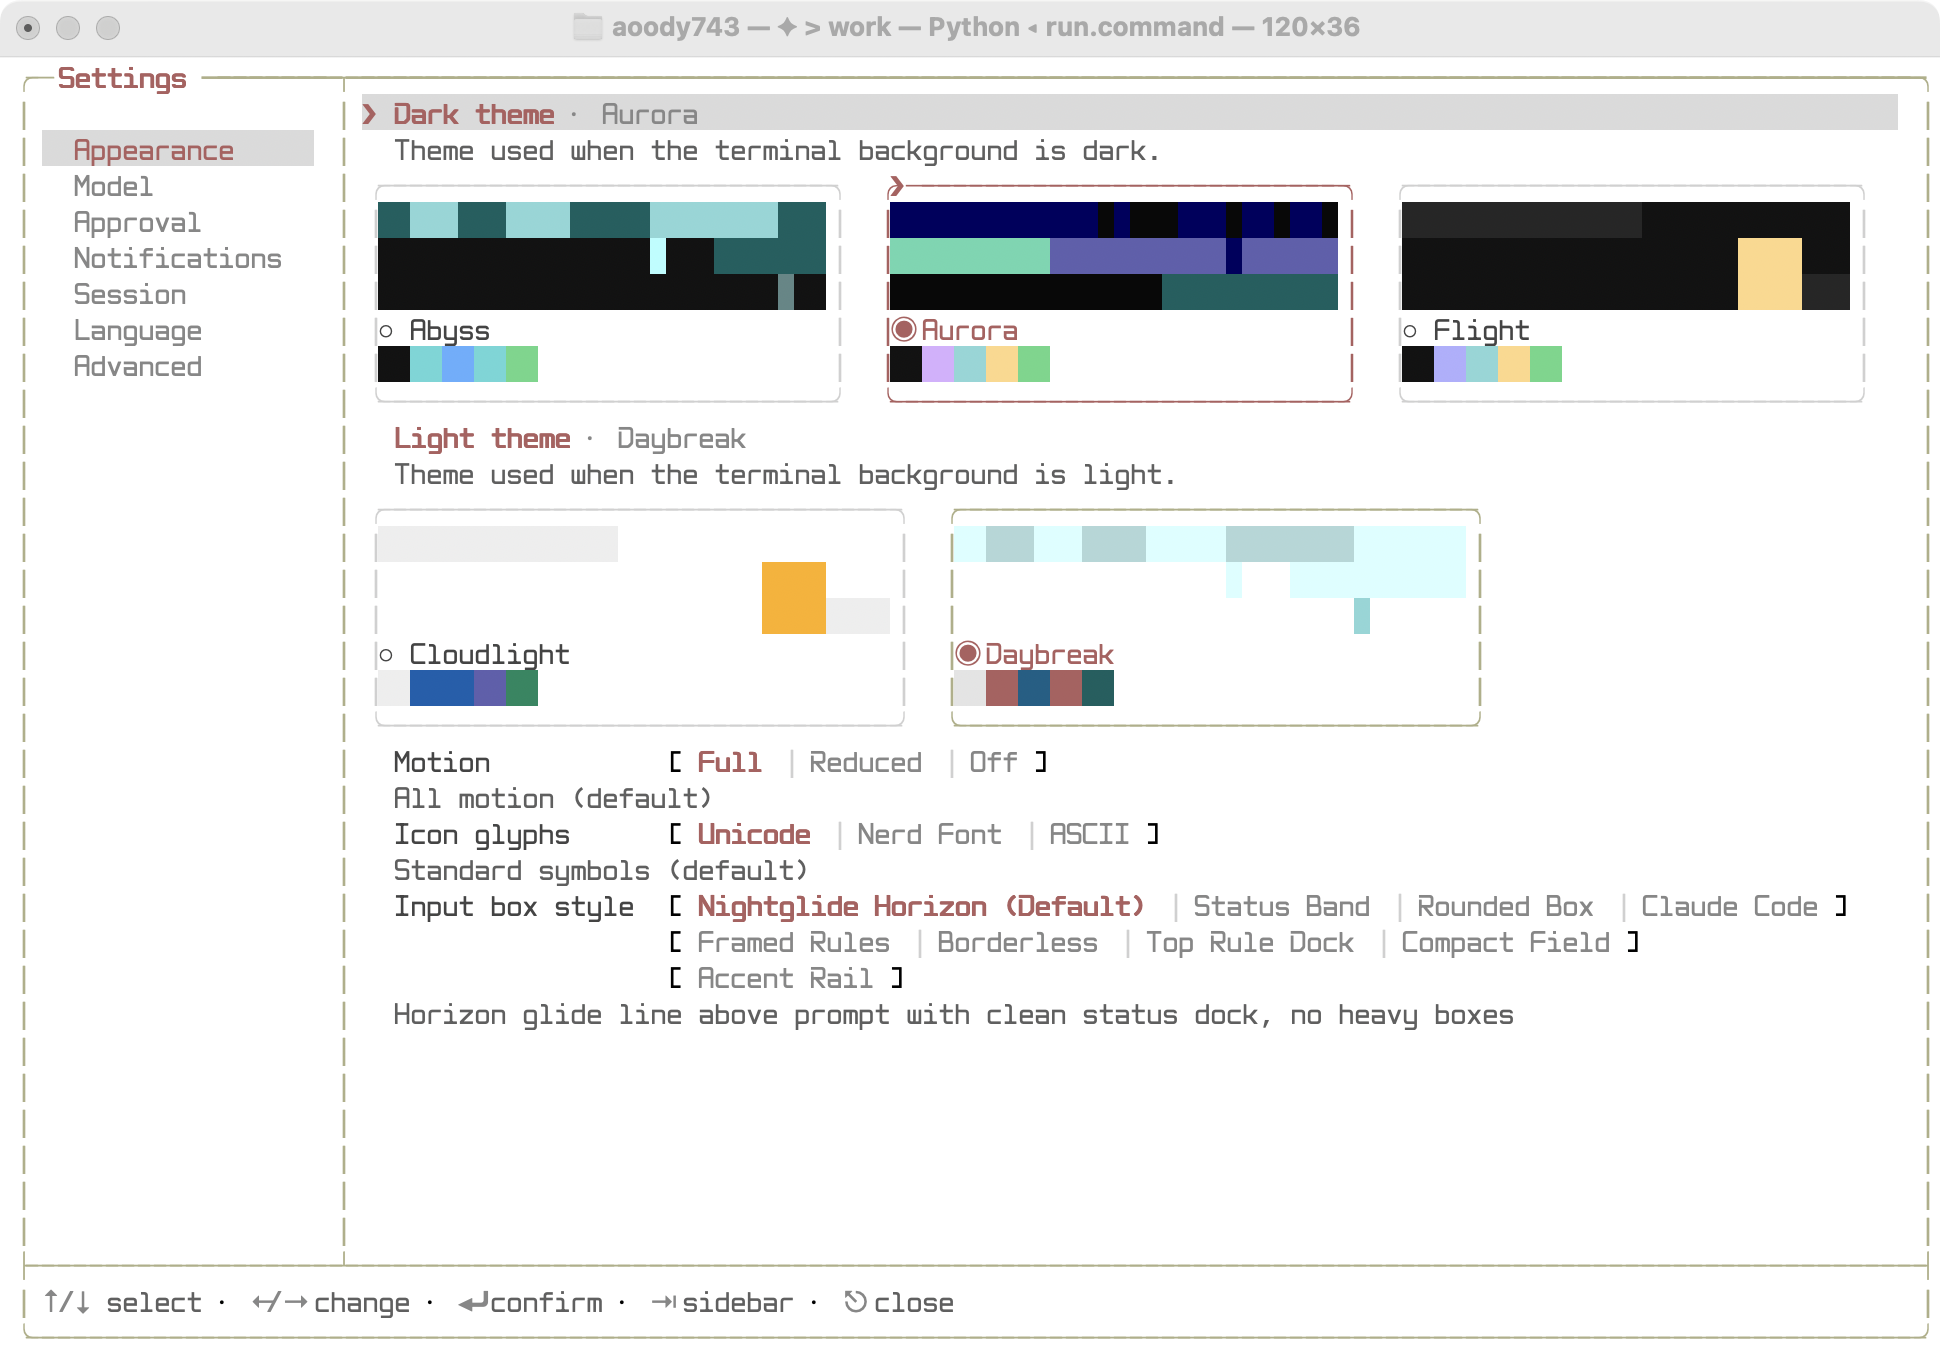 aoody743 — ✦ > work — Python ◂ run.command — 120×36
Settings
Appearance
Model
Approval
Notifications
Session
Language
Advanced
❯ Dark theme · Aurora
Theme used when the terminal background is dark.
❯
○ Abyss
◉ Aurora
○ Flight
Light theme · Daybreak
Theme used when the terminal background is light.
○ Cloudlight
◉ Daybreak
Motion [ Full │ Reduced │ Off ]
All motion (default)
Icon glyphs [ Unicode │ Nerd Font │ ASCII ]
Standard symbols (default)
Input box style [ Nightglide Horizon (Default) │ Status Band │ Rounded Box │ Claude Code ]
[ Framed Rules │ Borderless │ Top Rule Dock │ Compact Field ]
[ Accent Rail ]
Horizon glide line above prompt with clean status dock, no heavy boxes
↑/↓ select · ←/→ change · ↵ confirm · ⇥ sidebar · ⎋ close